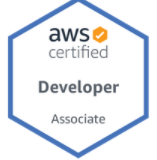 aws
certified
Developer
Associate